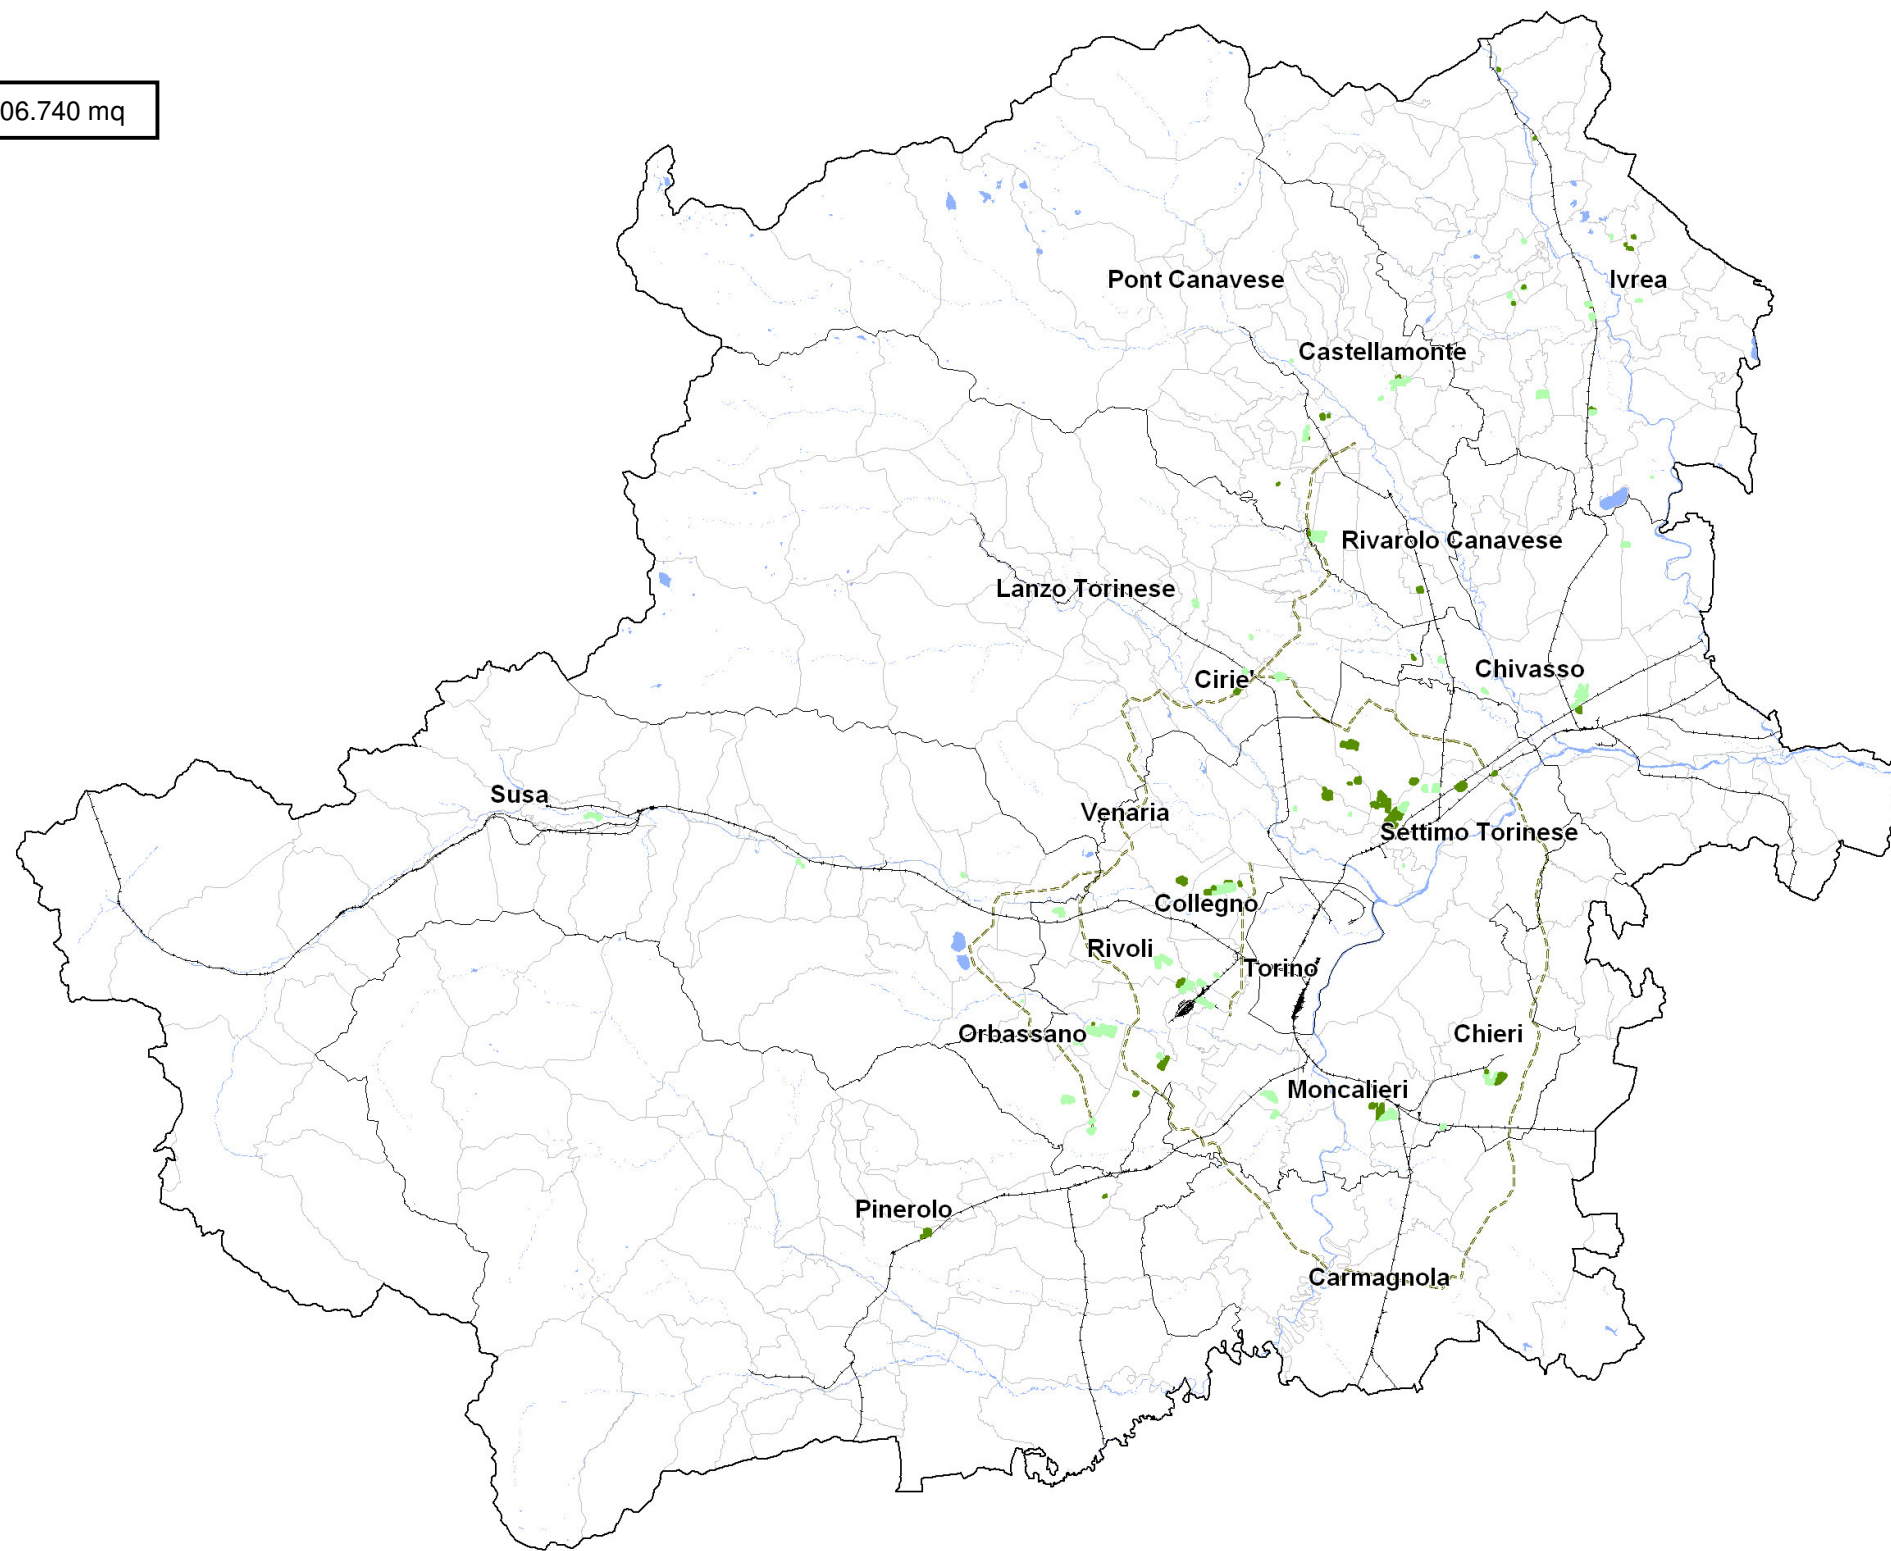 06.740 mq
Pont Canavese
Ivrea
Castellamonte
Rivarolo Canavese
Lanzo Torinese
Chivasso
Cirie'
Susa
Venaria
Settimo Torinese
Collegno
Rivoli
Torino
Orbassano
Chieri
Moncalieri
Pinerolo
Carmagnola